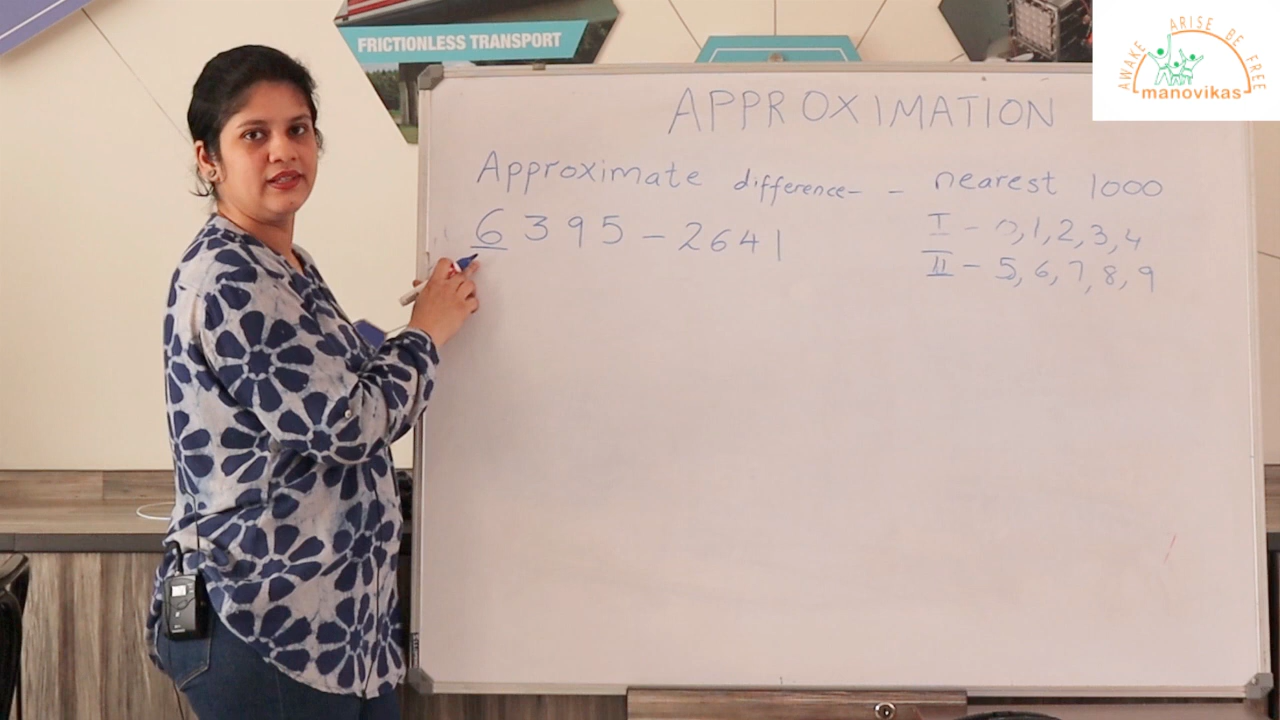 FRICTIONLESS TRANSPORT
AWAKE ARISE BE FREE
manovikas
APPROXIMATION
Approximate difference - - nearest 1000
6395 - 2641
I - 0,1,2,3,4
II - 5,6,7,8,9